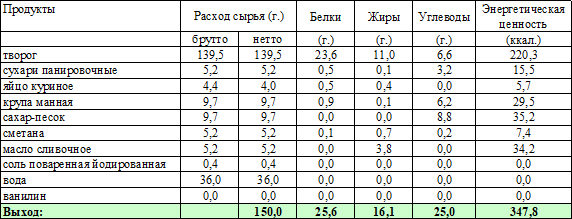 Продукты Расход сырья (г.) Белки Жиры Углеводы Энергетическая ценность
брутто нетто (г.) (г.) (г.) (ккал.)
творог 139,5 139,5 23,6 11,0 6,6 220,3
сухари панировочные 5,2 5,2 0,5 0,1 3,2 15,5
яйцо куриное 4,4 4,0 0,5 0,4 0,0 5,7
крупа манная 9,7 9,7 0,9 0,1 6,2 29,5
сахар-песок 9,7 9,7 0,0 0,0 8,8 35,2
сметана 5,2 5,2 0,1 0,7 0,2 7,4
масло сливочное 5,2 5,2 0,0 3,8 0,0 34,2
соль поваренная йодированная 0,4 0,4 0,0 0,0 0,0 0,0
вода 36,0 36,0 0,0 0,0 0,0 0,0
ванилин 0,0 0,0 0,0 0,0 0,0 0,0
Выход: 150,0 25,6 16,1 25,0 347,8